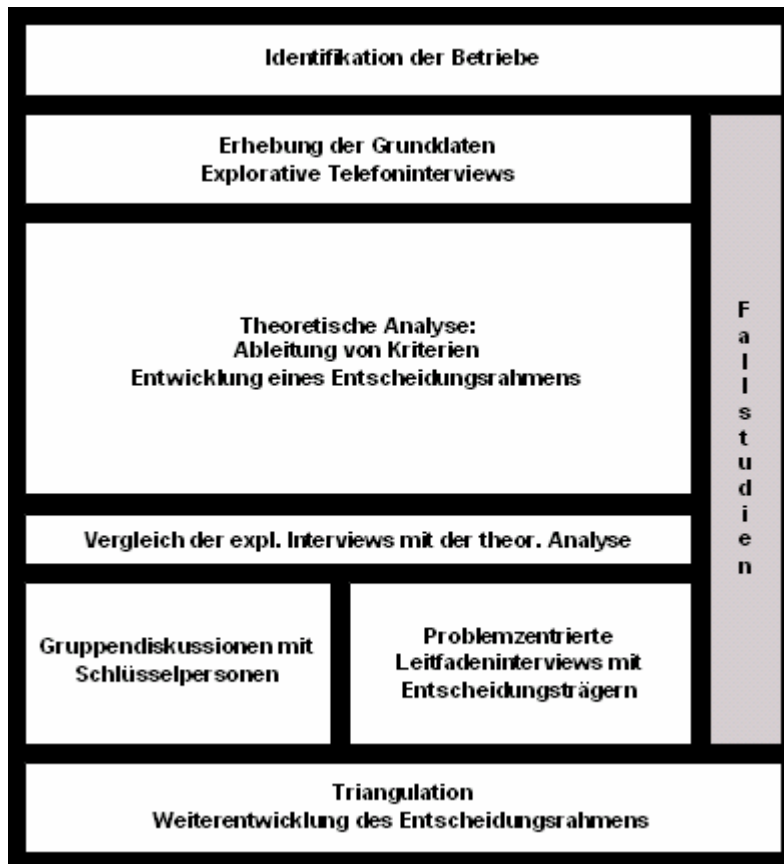 Identifikation der Betriebe
Erhebung der Grunddaten
Explorative Telefoninterviews
Theoretische Analyse:
Ableitung von Kriterien
Entwicklung eines Entscheidungsrahmens
Fallstudien
Vergleich der expl. Interviews mit der theor. Analyse
Gruppendiskussionen mit
Schlüsselpersonen
Problemzentrierte
Leitfadeninterviews mit
Entscheidungsträgern
Triangulation
Weiterentwicklung des Entscheidungsrahmens